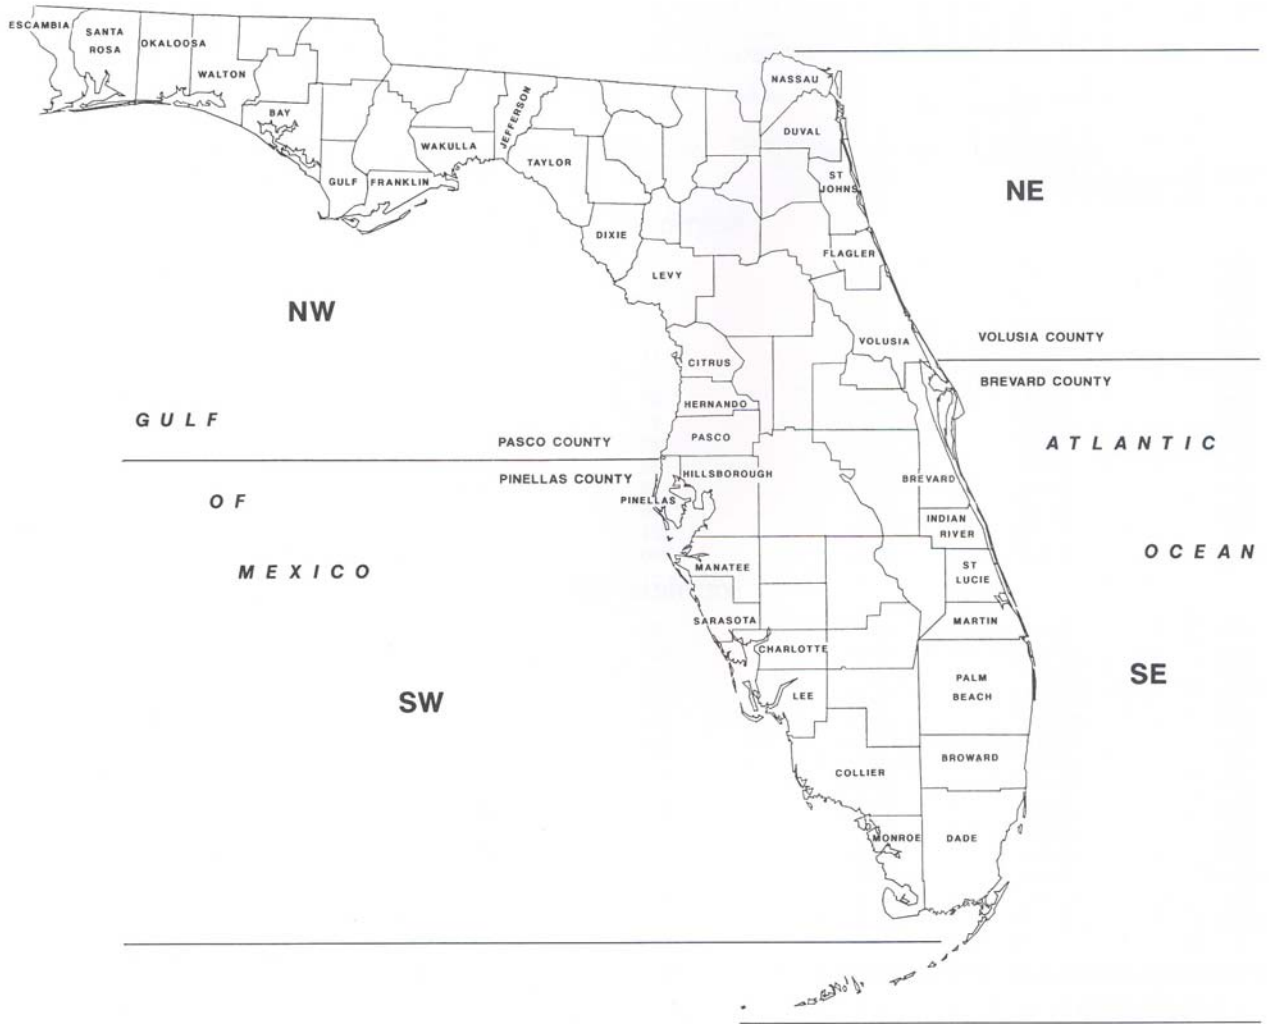 ESCAMBIA
SANTA
ROSA
OKALOOSA
WALTON
BAY
GULF
FRANKLIN
WAKULLA
JEFFERSON
TAYLOR
DIXIE
LEVY
NASSAU
DUVAL
ST
JOHNS
FLAGLER
VOLUSIA
NE
NW
VOLUSIA COUNTY
BREVARD COUNTY
CITRUS
HERNANDO
PASCO
PASCO COUNTY
PINELLAS COUNTY
HILLSBOROUGH
PINELLAS
GULF
OF
MEXICO
ATLANTIC
OCEAN
BREVARD
INDIAN
RIVER
ST
LUCIE
MARTIN
MANATEE
SARASOTA
CHARLOTTE
LEE
PALM
BEACH
SE
SW
BROWARD
COLLIER
MONROE
DADE